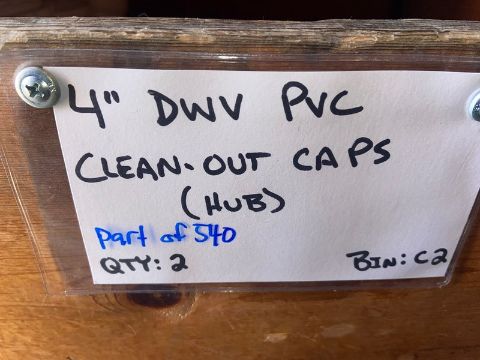 4" DWV PVC
CLEAN-OUT CAPS
(HUB)
part of 540
QTY: 2 BIN: C2